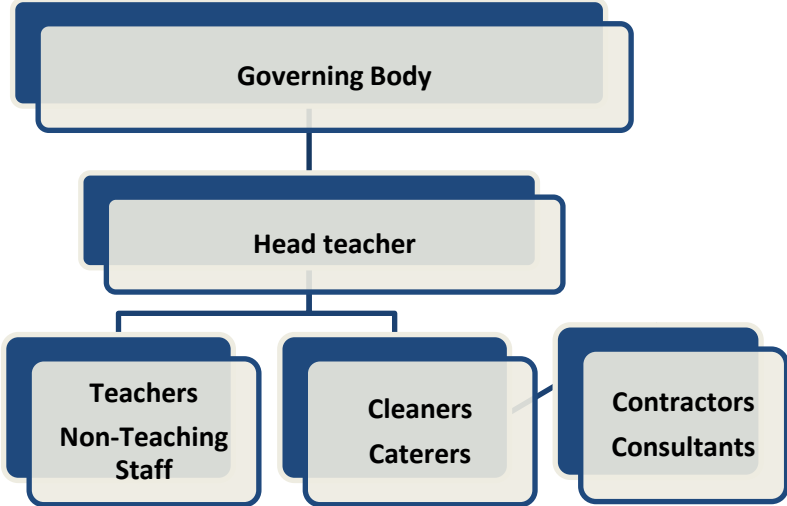 Governing Body
Head teacher
Teachers
Non-Teaching
Staff
Cleaners
Caterers
Contractors
Consultants